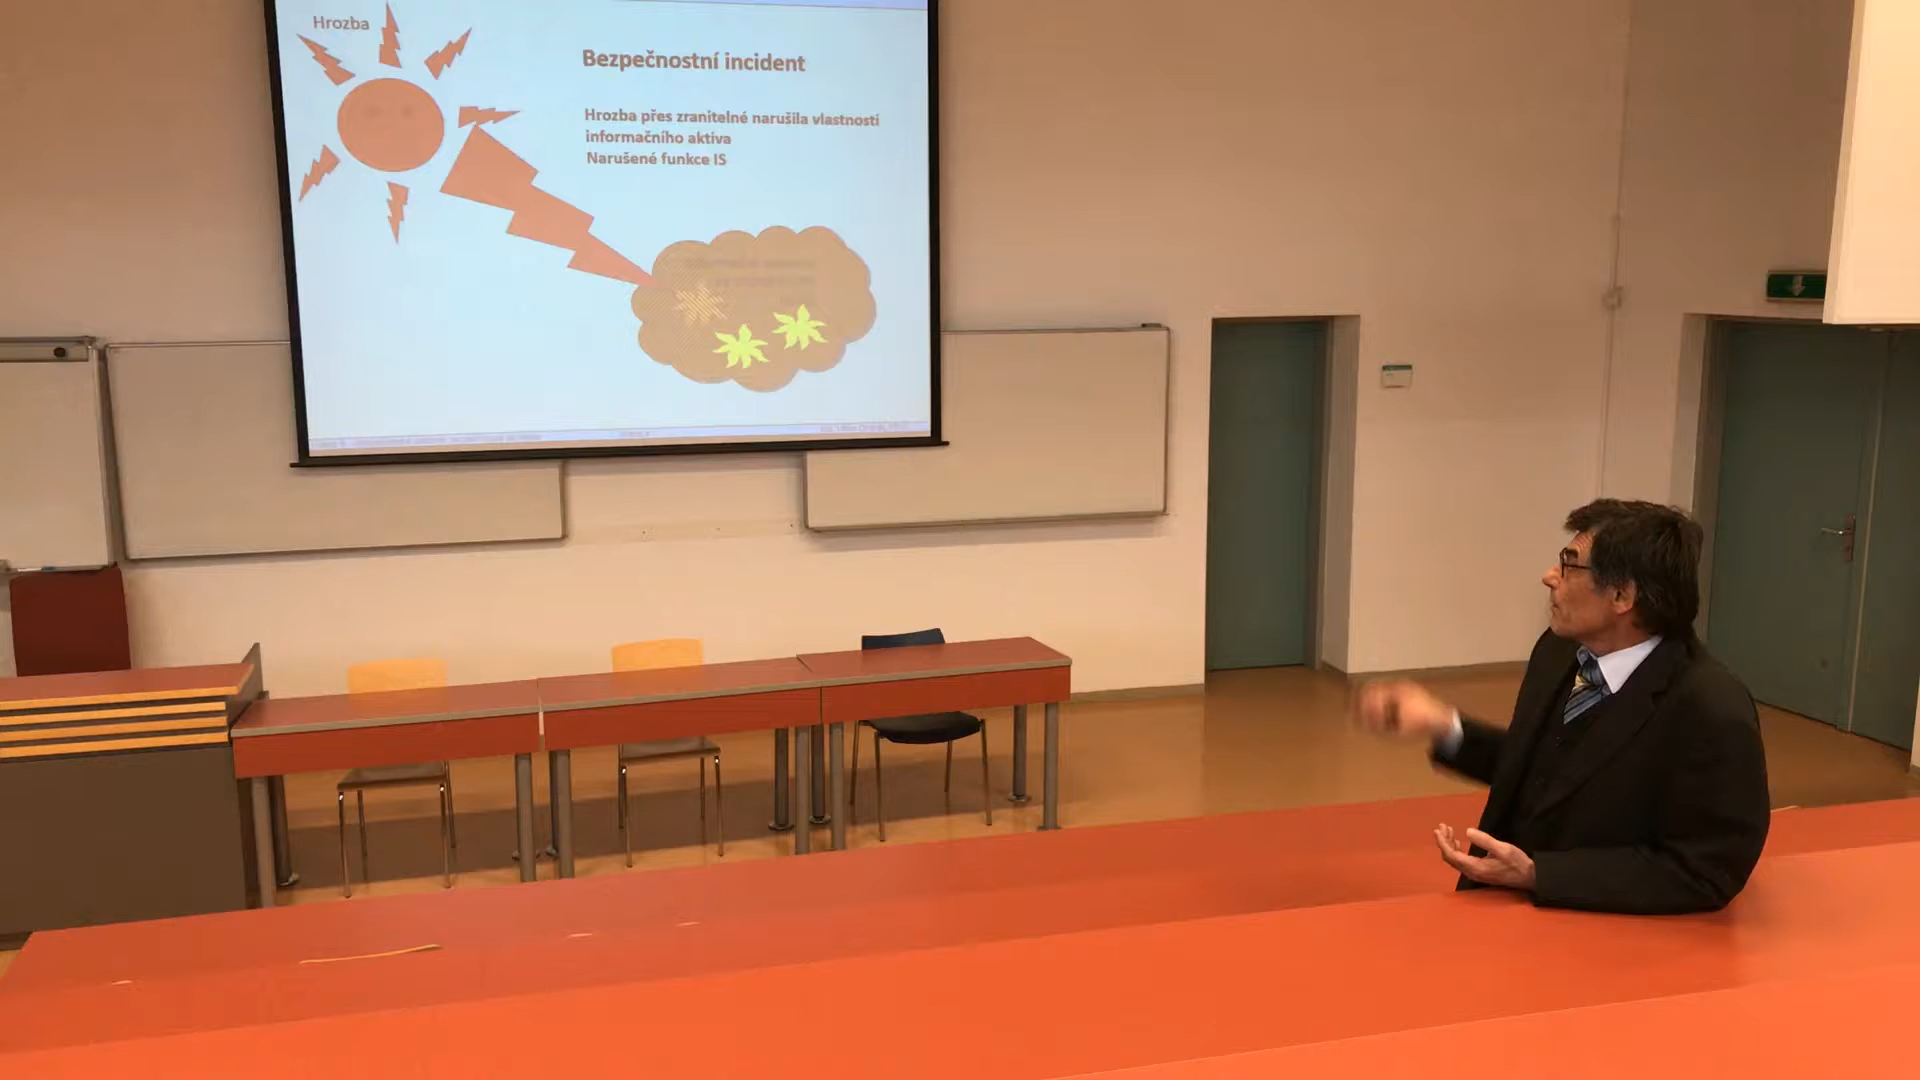 Hrozba
Bezpečnostní incident
Hrozba přes zranitelné narušila vlastnosti
informačního aktiva
Narušené funkce IS